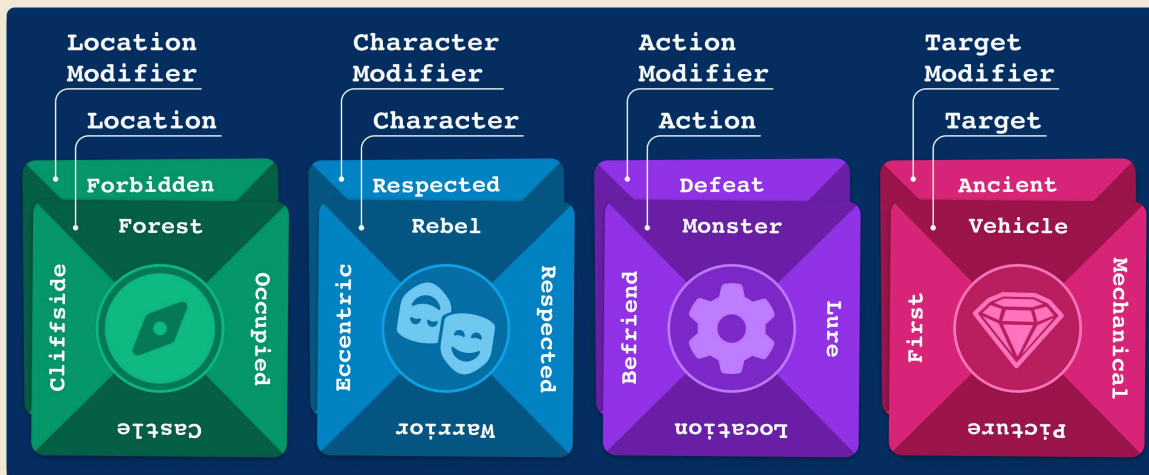 Location
Modifier
Location
Forbidden
Forest
Cliffside
Occupied
Castle
Character
Modifier
Character
Respected
Rebel
Eccentric
Respected
Warrior
Action
Modifier
Action
Defeat
Monster
Befriend
Lure
Location
Target
Modifier
Target
Ancient
Vehicle
First
Mechanical
Picture